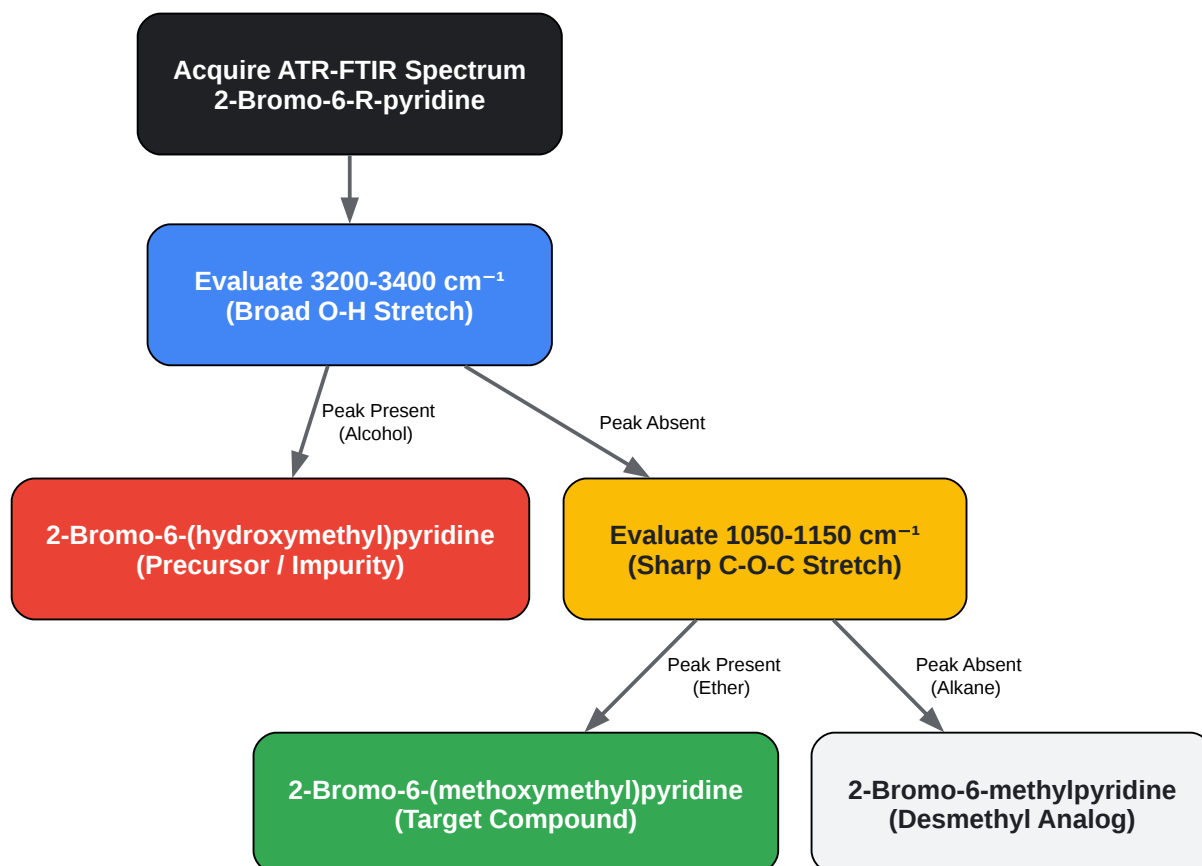 Acquire ATR-FTIR Spectrum
2-Bromo-6-R-pyridine
Evaluate 3200-3400 cm⁻¹
(Broad O-H Stretch)
Peak Present
(Alcohol)
Peak Absent
2-Bromo-6-(hydroxymethyl)pyridine
(Precursor / Impurity)
Evaluate 1050-1150 cm⁻¹
(Sharp C-O-C Stretch)
Peak Present
(Ether)
Peak Absent
(Alkane)
2-Bromo-6-(methoxymethyl)pyridine
(Target Compound)
2-Bromo-6-methylpyridine
(Desmethyl Analog)